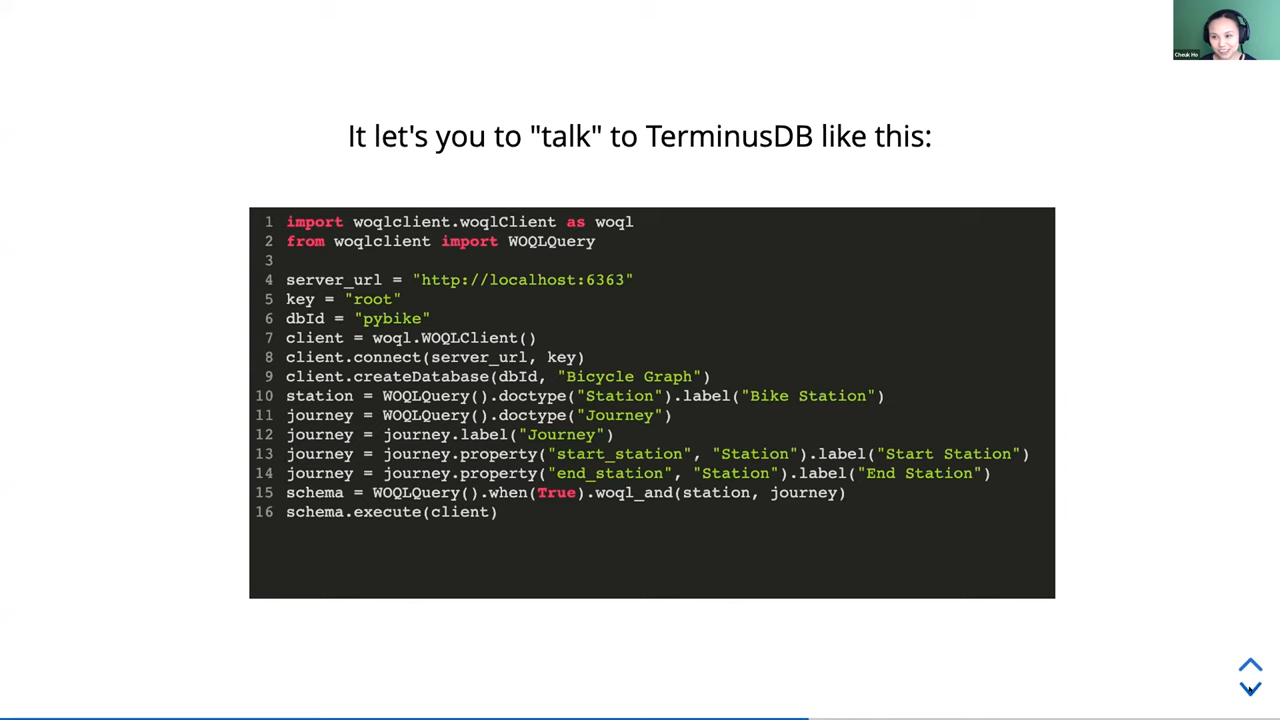 Cheuk Ho
It let's you to "talk" to TerminusDB like this:
1 import woqlclient.woqlClient as woql
2 from woqlclient import WOQLQuery
3
4 server_url = "http://localhost:6363"
5 key = "root"
6 dbId = "pybike"
7 client = woql.WOQLClient()
8 client.connect(server_url, key)
9 client.createDatabase(dbId, "Bicycle Graph")
10 station = WOQLQuery().doctype("Station").label("Bike Station")
11 journey = WOQLQuery().doctype("Journey")
12 journey = journey.label("Journey")
13 journey = journey.property("start_station", "Station").label("Start Station")
14 journey = journey.property("end_station", "Station").label("End Station")
15 schema = WOQLQuery().when(True).woql_and(station, journey)
16 schema.execute(client)